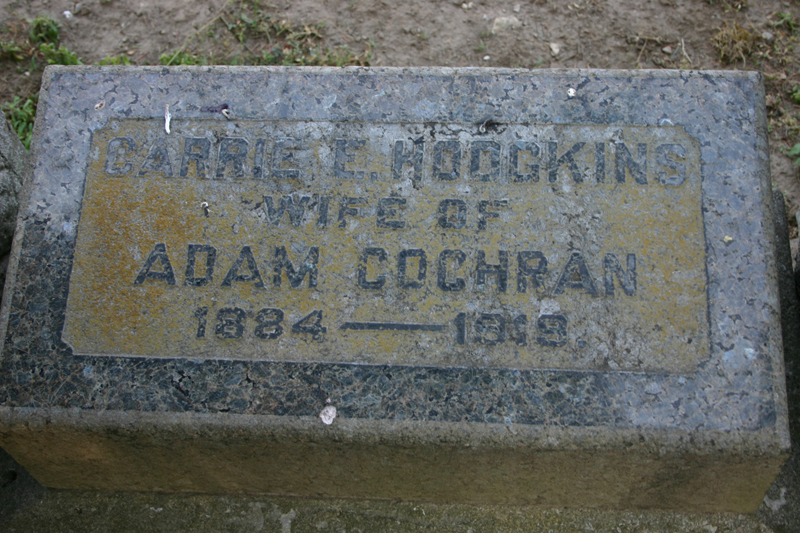 CARRIE E. HODGKINS
WIFE OF
ADAM COCHRAN
1884 — 1919.